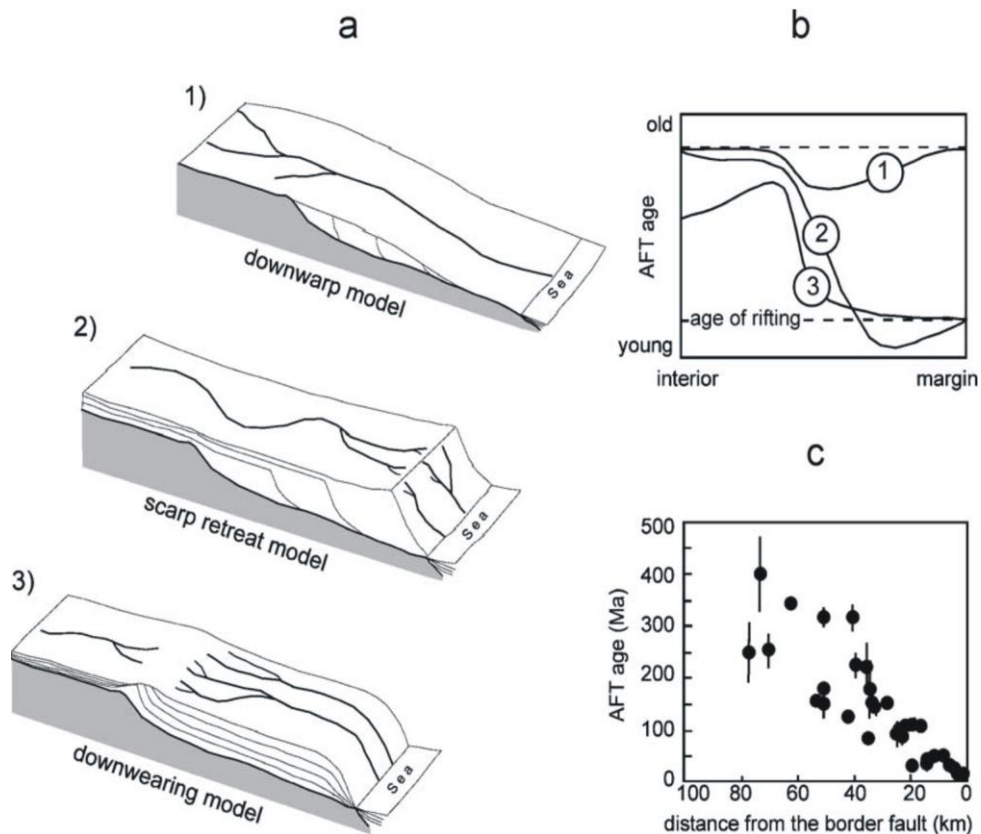 a
1)
Sea
downwarp model
2)
Sea
scarp retreat model
3)
Sea
downwearing model
b
old
AFT age
1
2
3
age of rifting
young
interior
margin
c
500
400
300
200
100
0
AFT age (Ma)
100 80 60 40 20 0
distance from the border fault (km)